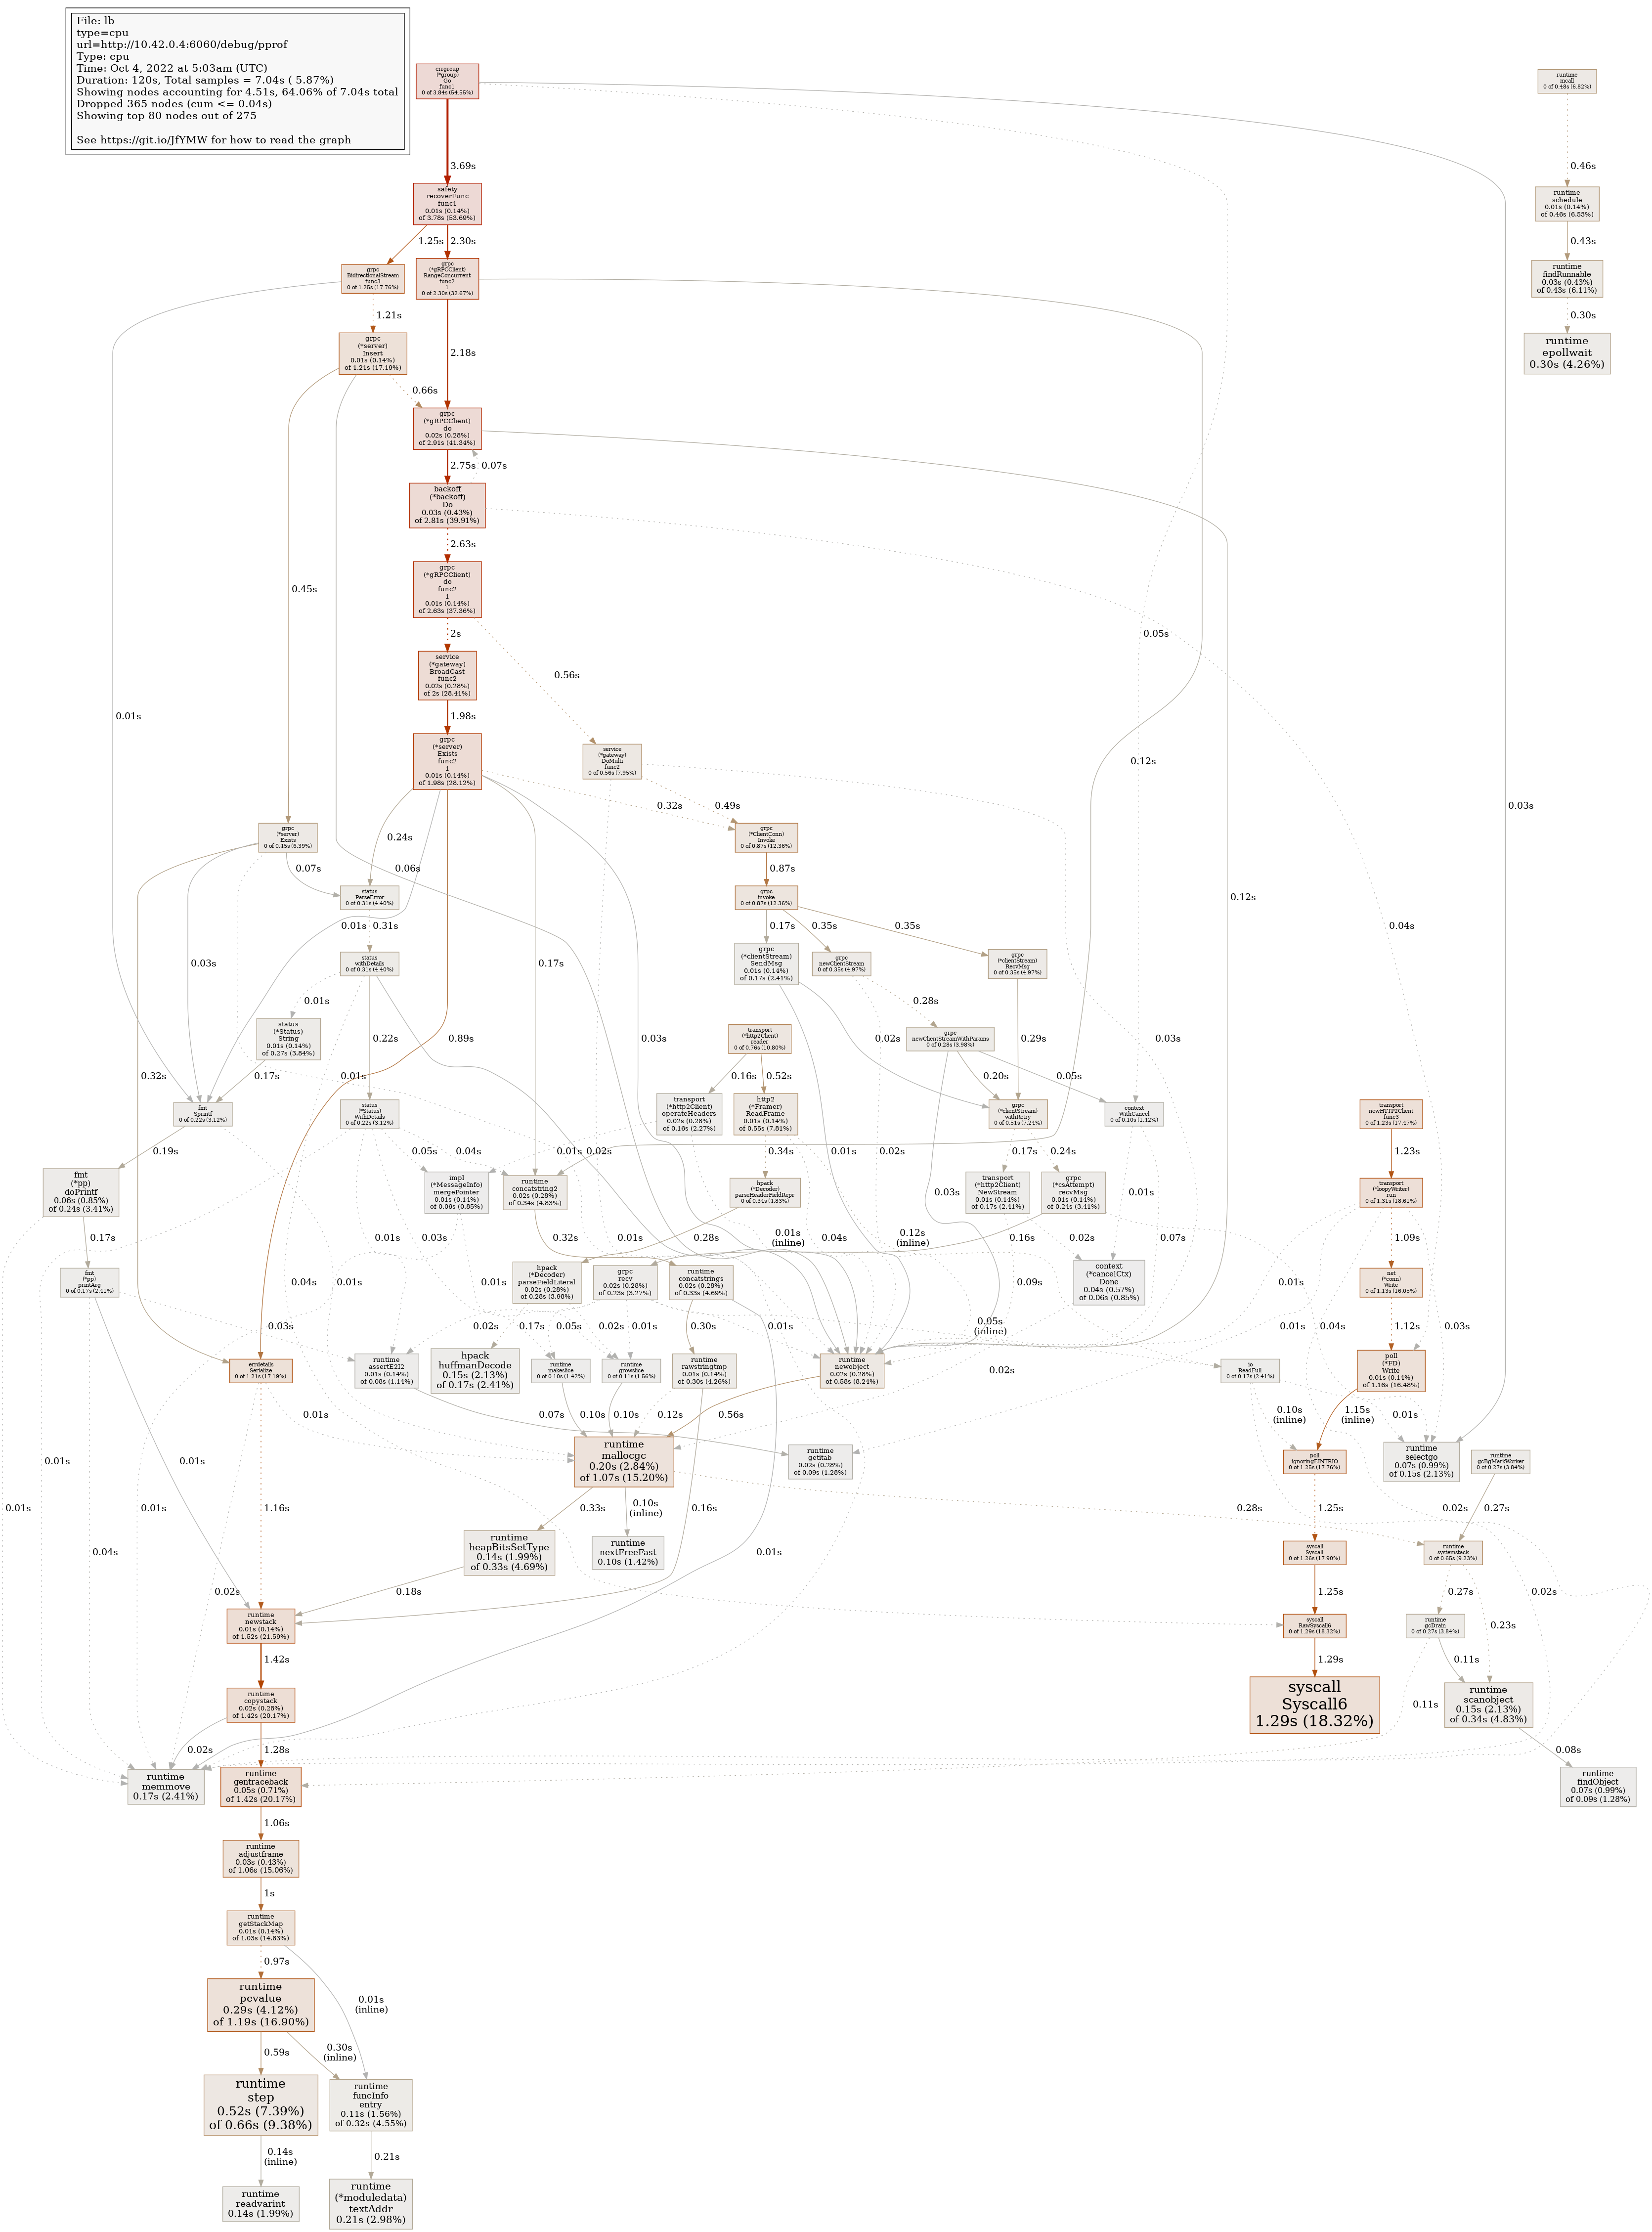 File: lb
type=cpu
url=http://10.42.0.4:6060/debug/pprof
Type: cpu
Time: Oct 4, 2022 at 5:03am (UTC)
Duration: 120s, Total samples = 7.04s ( 5.87%)
Showing nodes accounting for 4.51s, 64.06% of 7.04s total
Dropped 365 nodes (cum <= 0.04s)
Showing top 80 nodes out of 275
See https://git.io/JfYMW for how to read the graph
errgroup
(*group)
Go
func1
0 of 3.84s (54.55%)
runtime
mcall
0 of 0.48s (6.82%)
3.69s
0.46s
safety
recoverFunc
func1
0.01s (0.14%)
of 3.78s (53.69%)
runtime
schedule
0.01s (0.14%)
of 0.46s (6.53%)
1.25s
2.30s
0.43s
grpc
BidirectionalStream
func3
0 of 1.25s (17.76%)
grpc
(*gRPCClient)
RangeConcurrent
func2
1
0 of 2.30s (32.67%)
runtime
findRunnable
0.03s (0.43%)
of 0.43s (6.11%)
1.21s
0.30s
grpc
(*server)
Insert
0.01s (0.14%)
of 1.21s (17.19%)
2.18s
runtime
epollwait
0.30s (4.26%)
0.66s
grpc
(*gRPCClient)
do
0.02s (0.28%)
of 2.91s (41.34%)
2.75s
0.07s
backoff
(*backoff)
Do
0.03s (0.43%)
of 2.81s (39.91%)
2.63s
0.45s
grpc
(*gRPCClient)
do
func2
1
0.01s (0.14%)
of 2.63s (37.36%)
2s
0.05s
0.56s
service
(*gateway)
BroadCast
func2
0.02s (0.28%)
of 2s (28.41%)
0.01s
1.98s
grpc
(*server)
Exists
func2
1
0.01s (0.14%)
of 1.98s (28.12%)
service
(*gateway)
DoMulti
func2
0 of 0.56s (7.95%)
0.12s
0.32s
0.49s
0.03s
grpc
(*server)
Exists
0 of 0.45s (6.39%)
0.24s
grpc
(*ClientConn)
Invoke
0 of 0.87s (12.36%)
0.07s
0.06s
0.87s
status
ParseError
0 of 0.31s (4.40%)
grpc
invoke
0 of 0.87s (12.36%)
0.12s
0.01s
0.31s
0.17s
0.35s
0.35s
0.04s
0.03s
status
withDetails
0 of 0.31s (4.40%)
0.17s
grpc
(*clientStream)
SendMsg
0.01s (0.14%)
of 0.17s (2.41%)
grpc
newClientStream
0 of 0.35s (4.97%)
grpc
(*clientStream)
RecvMsg
0 of 0.35s (4.97%)
0.01s
0.28s
status
(*Status)
String
0.01s (0.14%)
of 0.27s (3.84%)
0.22s
0.89s
0.03s
transport
(*http2Client)
reader
0 of 0.76s (10.80%)
0.02s
grpc
newClientStreamWithParams
0 of 0.28s (3.98%)
0.29s
0.03s
0.32s
0.17s
0.01s
0.16s
0.52s
0.20s
0.05s
fmt
Sprintf
0 of 0.22s (3.12%)
status
(*Status)
WithDetails
0 of 0.22s (3.12%)
transport
(*http2Client)
operateHeaders
0.02s (0.28%)
of 0.16s (2.27%)
http2
(*Framer)
ReadFrame
0.01s (0.14%)
of 0.55s (7.81%)
grpc
(*clientStream)
withRetry
0 of 0.51s (7.24%)
context
WithCancel
0 of 0.10s (1.42%)
transport
newHTTP2Client
func3
0 of 1.23s (17.47%)
0.19s
0.05s
0.04s
0.01s
0.02s
0.34s
0.01s
0.02s
0.17s
0.24s
1.23s
fmt
(*pp)
doPrintf
0.06s (0.85%)
of 0.24s (3.41%)
impl
(*MessageInfo)
mergePointer
0.01s (0.14%)
of 0.06s (0.85%)
runtime
concatstring2
0.02s (0.28%)
of 0.34s (4.83%)
hpack
(*Decoder)
parseHeaderFieldRepr
0 of 0.34s (4.83%)
0.03s
transport
(*http2Client)
NewStream
0.01s (0.14%)
of 0.17s (2.41%)
grpc
(*csAttempt)
recvMsg
0.01s (0.14%)
of 0.24s (3.41%)
0.01s
transport
(*loopyWriter)
run
0 of 1.31s (18.61%)
0.17s
0.01s
0.03s
0.32s
0.01s
0.28s
0.01s
(inline)
0.04s
0.12s
(inline)
0.16s
0.02s
0.07s
1.09s
fmt
(*pp)
printArg
0 of 0.17s (2.41%)
0.04s
0.01s
0.01s
hpack
(*Decoder)
parseFieldLiteral
0.02s (0.28%)
of 0.28s (3.98%)
grpc
recv
0.02s (0.28%)
of 0.23s (3.27%)
runtime
concatstrings
0.02s (0.28%)
of 0.33s (4.69%)
0.09s
context
(*cancelCtx)
Done
0.04s (0.57%)
of 0.06s (0.85%)
0.01s
net
(*conn)
Write
0 of 1.13s (16.05%)
0.03s
0.02s
0.17s
0.05s
0.02s
0.01s
0.30s
0.01s
0.05s
(inline)
0.01s
0.04s
1.12s
0.03s
errdetails
Serialize
0 of 1.21s (17.19%)
runtime
assertE2I2
0.01s (0.14%)
of 0.08s (1.14%)
hpack
huffmanDecode
0.15s (2.13%)
of 0.17s (2.41%)
runtime
makeslice
0 of 0.10s (1.42%)
runtime
growslice
0 of 0.11s (1.56%)
runtime
rawstringtmp
0.01s (0.14%)
of 0.30s (4.26%)
runtime
newobject
0.02s (0.28%)
of 0.58s (8.24%)
0.02s
io
ReadFull
0 of 0.17s (2.41%)
poll
(*FD)
Write
0.01s (0.14%)
of 1.16s (16.48%)
0.01s
0.07s
0.10s
0.10s
0.12s
0.56s
0.10s
(inline)
1.15s
(inline)
0.01s
runtime
mallocgc
0.20s (2.84%)
of 1.07s (15.20%)
runtime
getitab
0.02s (0.28%)
of 0.09s (1.28%)
poll
ignoringEINTRIO
0 of 1.25s (17.76%)
runtime
selectgo
0.07s (0.99%)
of 0.15s (2.13%)
runtime
gcBgMarkWorker
0 of 0.27s (3.84%)
0.01s
0.01s
0.01s
0.01s
1.16s
0.33s
0.10s
(inline)
0.16s
0.28s
1.25s
0.02s
0.27s
0.04s
runtime
heapBitsSetType
0.14s (1.99%)
of 0.33s (4.69%)
runtime
nextFreeFast
0.10s (1.42%)
0.01s
syscall
Syscall
0 of 1.26s (17.90%)
runtime
systemstack
0 of 0.65s (9.23%)
0.02s
0.18s
1.25s
0.27s
0.02s
runtime
newstack
0.01s (0.14%)
of 1.52s (21.59%)
syscall
RawSyscall6
0 of 1.29s (18.32%)
runtime
gcDrain
0 of 0.27s (3.84%)
0.23s
1.42s
1.29s
0.11s
runtime
copystack
0.02s (0.28%)
of 1.42s (20.17%)
syscall
Syscall6
1.29s (18.32%)
0.11s
runtime
scanobject
0.15s (2.13%)
of 0.34s (4.83%)
0.02s
1.28s
0.08s
runtime
memmove
0.17s (2.41%)
runtime
gentraceback
0.05s (0.71%)
of 1.42s (20.17%)
runtime
findObject
0.07s (0.99%)
of 0.09s (1.28%)
1.06s
runtime
adjustframe
0.03s (0.43%)
of 1.06s (15.06%)
1s
runtime
getStackMap
0.01s (0.14%)
of 1.03s (14.63%)
0.97s
runtime
pcvalue
0.29s (4.12%)
of 1.19s (16.90%)
0.01s
(inline)
0.59s
0.30s
(inline)
runtime
step
0.52s (7.39%)
of 0.66s (9.38%)
runtime
funcInfo
entry
0.11s (1.56%)
of 0.32s (4.55%)
0.14s
(inline)
0.21s
runtime
readvarint
0.14s (1.99%)
runtime
(*moduledata)
textAddr
0.21s (2.98%)